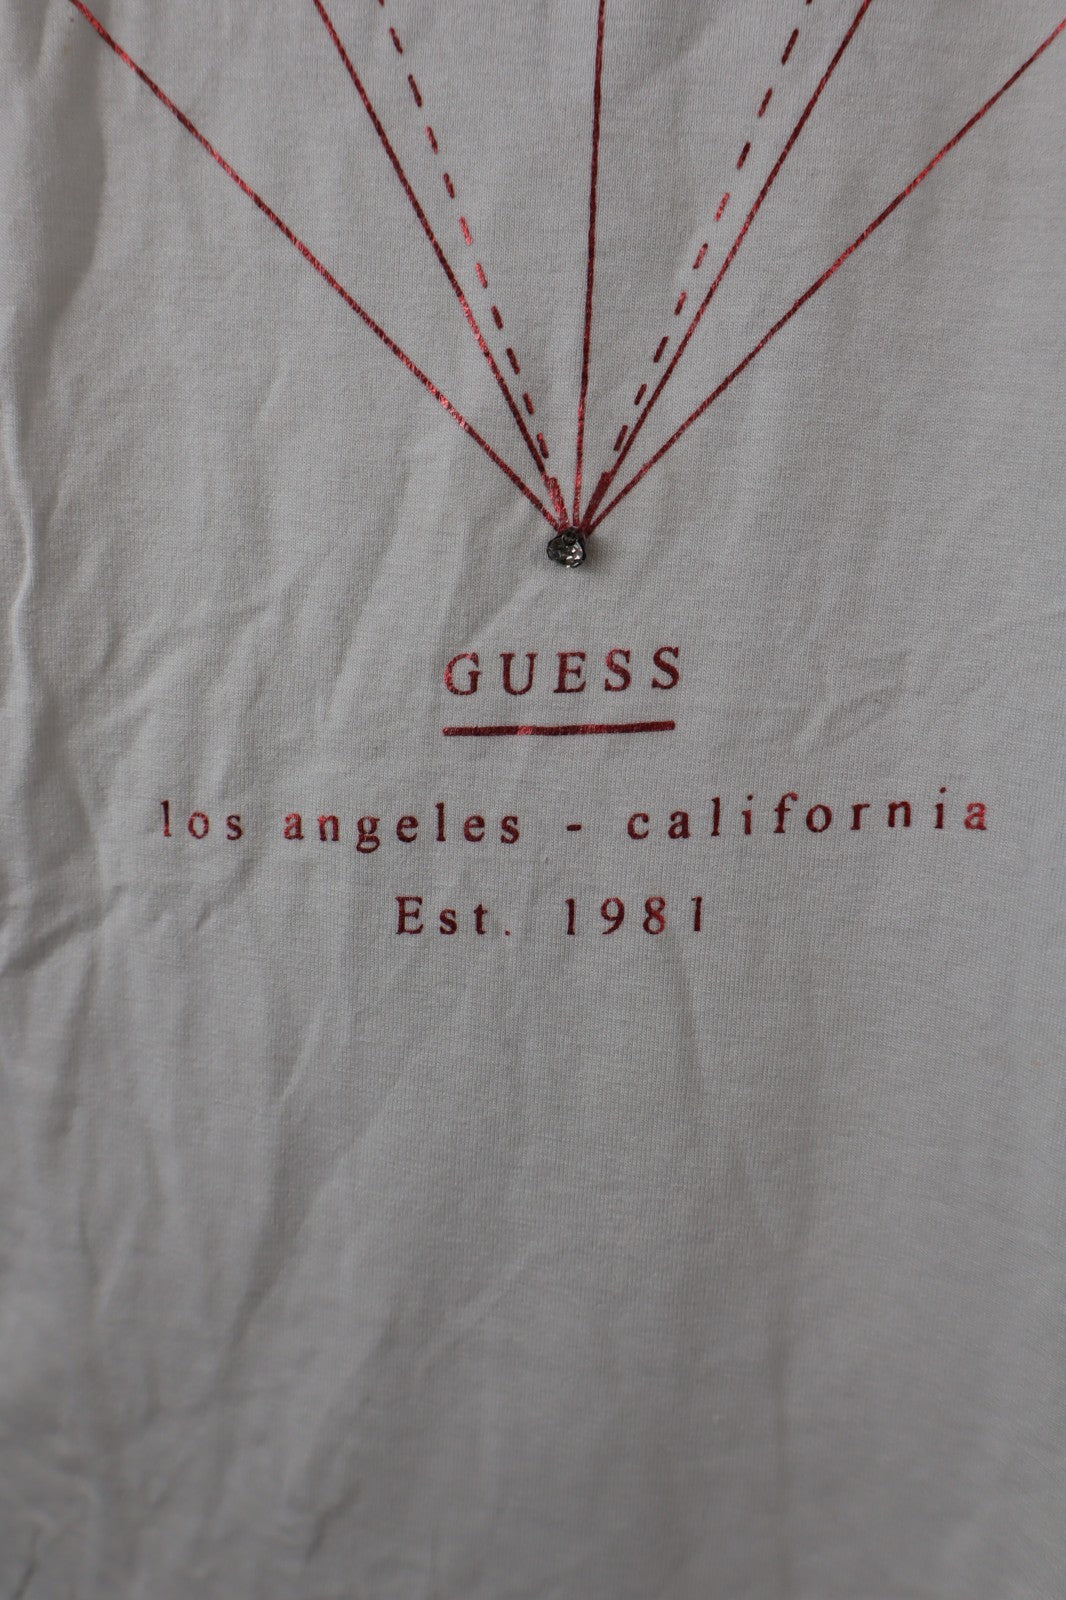 GUESS
los angeles - california
Est. 1981